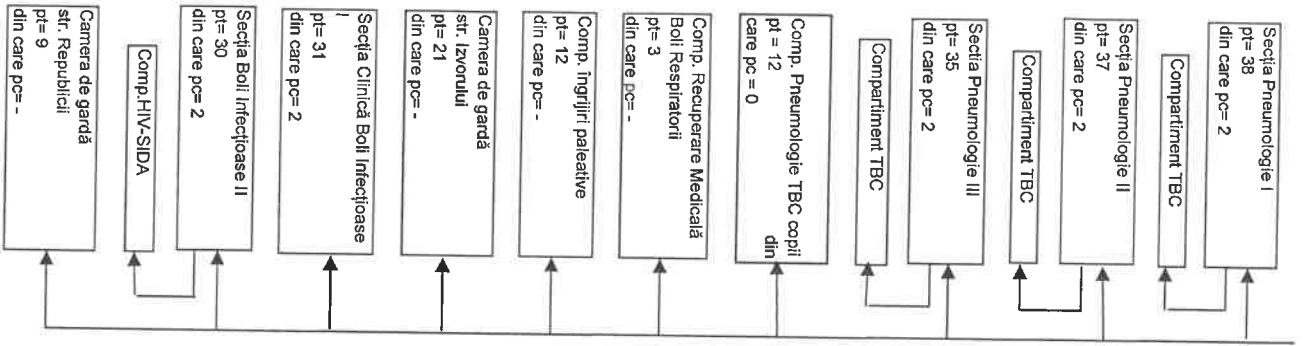 Secția Pneumologie I
pt= 38
din care pc= 2
Compartiment TBC
Secția Pneumologie II
pt= 37
din care pc= 2
Compartiment TBC
Sectia Pneumologie III
pt= 35
din care pc= 2
Compartiment TBC
Comp. Pneumologie TBC copii
pt = 12 din
care pc = 0
Comp. Recuperare Medicală
Boli Respiratorii
pt= 3
din care pc= -
Comp. îngrijiri paleative
pt= 12
din care pc= -
Camera de gardă
str. Izvorului
pt= 21
din care pc= -
Secția Clinică Boli Infecțioase
I
pt= 31
din care pc= 2
Secția Boli Infecțioase II
pt= 30
din care pc= 2
Comp.HIV-SIDA
Camera de gardă
str. Republicii
pt= 9
din care pc= -